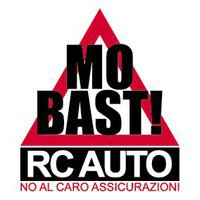 MO
BAST!
RC AUTO
NO AL CARO ASSICURAZIONI